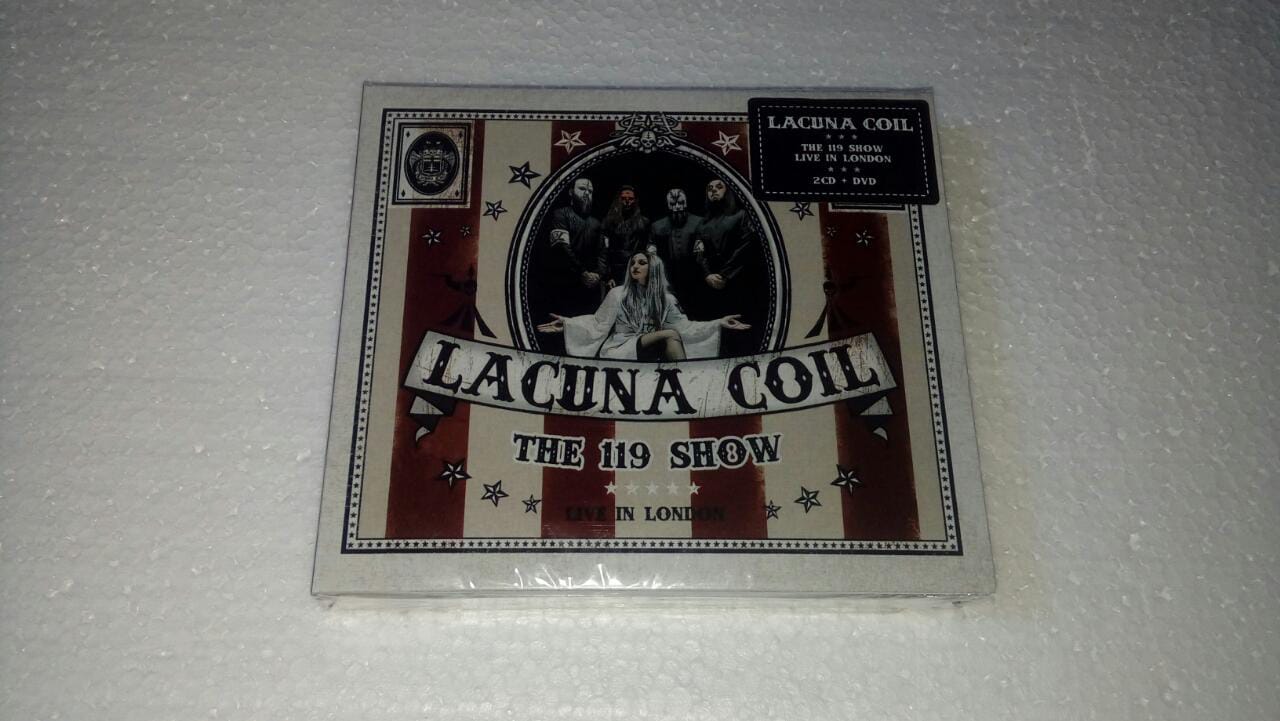 LACUNA COIL
THE 119 SHOW
LIVE IN LONDON
2CD + DVD
LACUNA COIL
THE 119 SHOW
LIVE IN LONDON